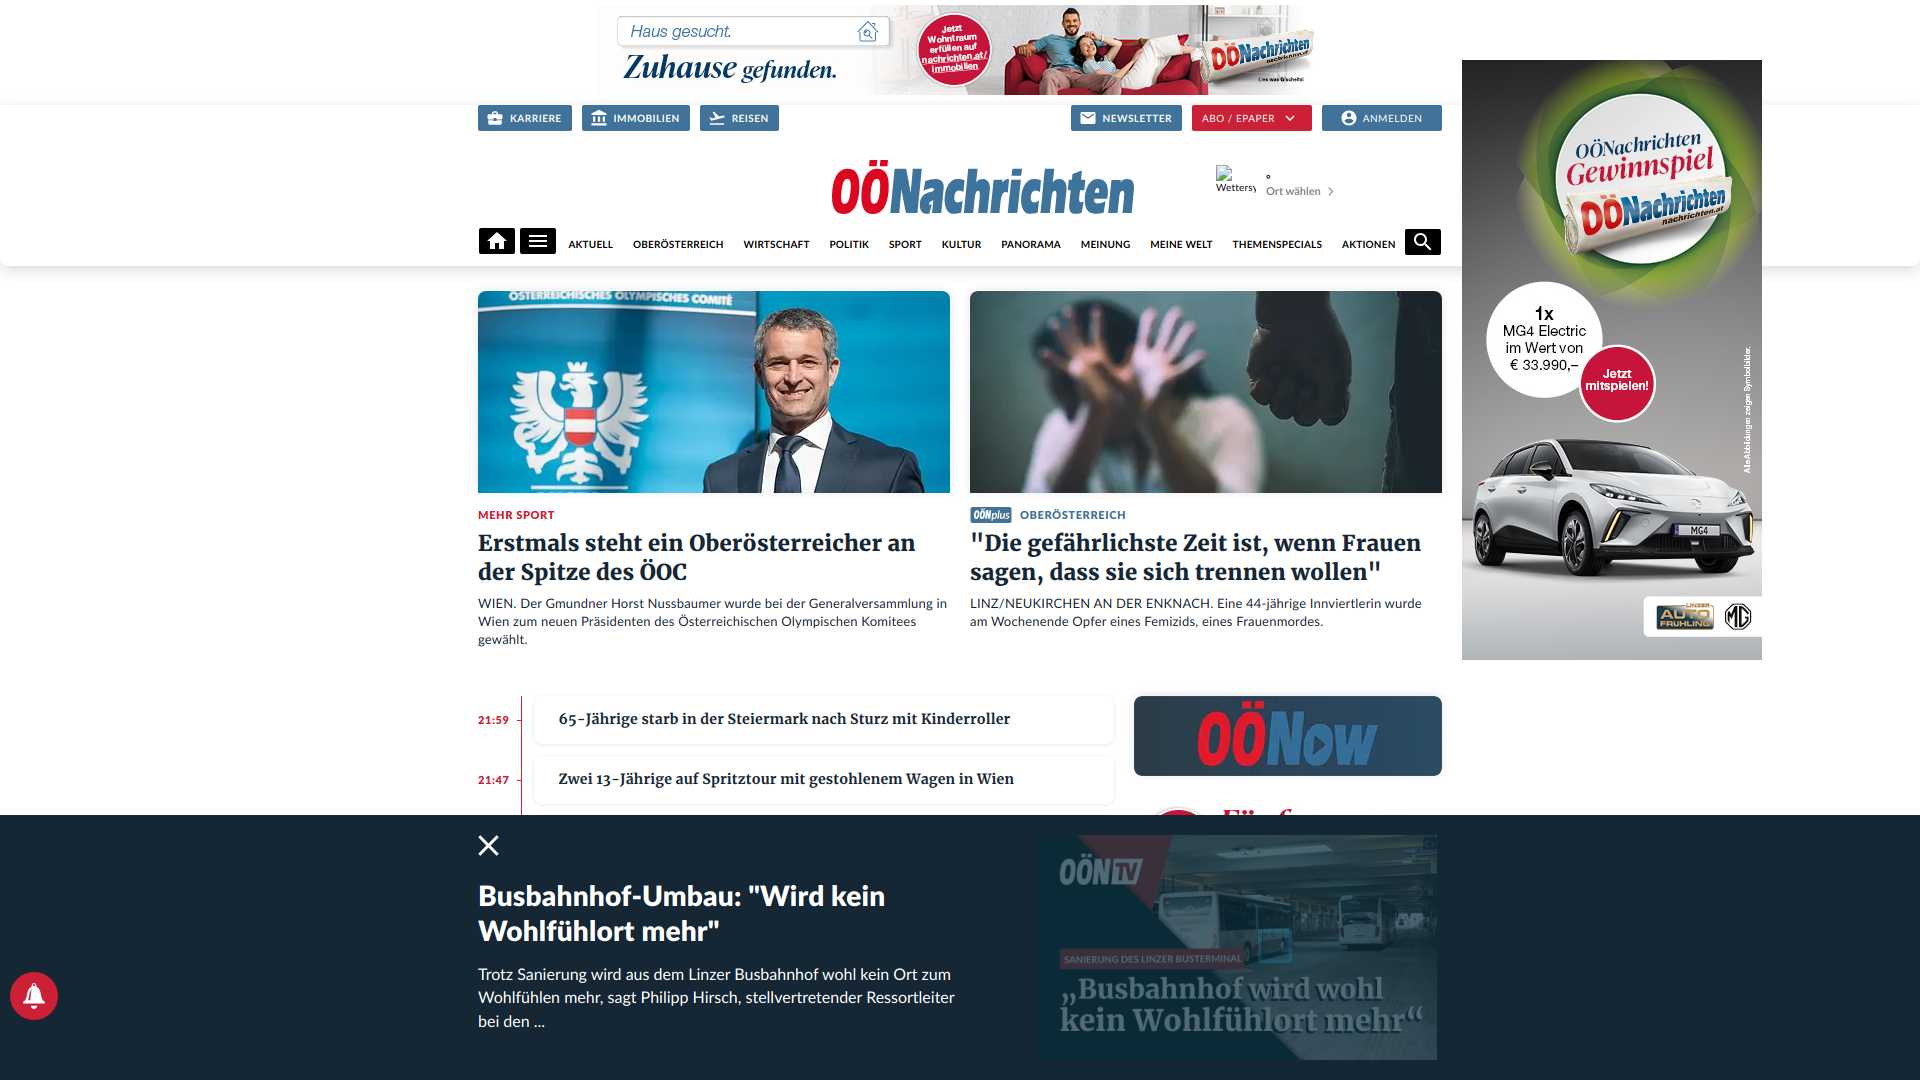 Haus gesucht.
Zuhause gefunden.
Jetzt
Wohntraum
erfüllen auf
nachrichten.at/
immobilien
OÖNachrichten
nachrichten.at
Lies was G'scheits!
KARRIERE
IMMOBILIEN
REISEN
NEWSLETTER
ABO / EPAPER
ANMELDEN
OÖNachrichten
Wettersy
°
Ort wählen
AKTUELL
OBERÖSTERREICH
WIRTSCHAFT
POLITIK
SPORT
KULTUR
PANORAMA
MEINUNG
MEINE WELT
THEMENSPECIALS
AKTIONEN
OÖNachrichten
Gewinnspiel
OÖNachrichten
nachrichten.at
1x
MG4 Electric
im Wert von
€ 33.990,–
Jetzt
mitspielen!
Alle Abbildungen zeigen Symbolbilder.
MG4
LINZER
AUTO
FRÜHLING
MG
ÖSTERREICHISCHES OLYMPISCHES COMITÉ
MEHR SPORT
Erstmals steht ein Oberösterreicher an
der Spitze des ÖOC
WIEN. Der Gmundner Horst Nussbaumer wurde bei der Generalversammlung in
Wien zum neuen Präsidenten des Österreichischen Olympischen Komitees
gewählt.
OÖNplus OBERÖSTERREICH
"Die gefährlichste Zeit ist, wenn Frauen
sagen, dass sie sich trennen wollen"
LINZ/NEUKIRCHEN AN DER ENKNACH. Eine 44-jährige Innviertlerin wurde
am Wochenende Opfer eines Femizids, eines Frauenmordes.
21:59
65-Jährige starb in der Steiermark nach Sturz mit Kinderroller
21:47
Zwei 13-Jährige auf Spritztour mit gestohlenem Wagen in Wien
OÖNow
Busbahnhof-Umbau: "Wird kein
Wohlfühlort mehr"
Trotz Sanierung wird aus dem Linzer Busbahnhof wohl kein Ort zum
Wohlfühlen mehr, sagt Philipp Hirsch, stellvertretender Ressortleiter
bei den ...
OÖN TV
SANIERUNG DES LINZER BUSTERMINAL
„Busbahnhof wird wohl
kein Wohlfühlort mehr“